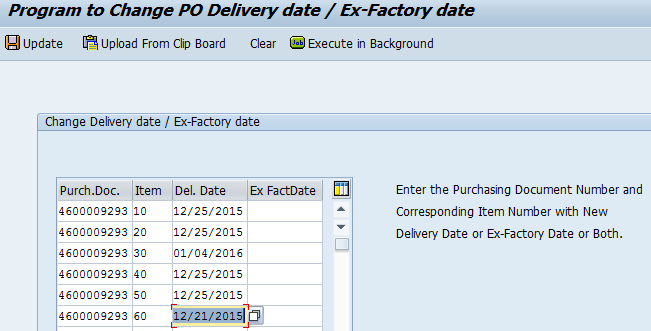 Program to Change PO Delivery date / Ex-Factory date
Update Upload From Clip Board Clear Job Execute in Background
Change Delivery date / Ex-Factory date
Purch.Doc. Item Del. Date Ex FactDate
4600009293 10 12/25/2015
4600009293 20 12/25/2015
4600009293 30 01/04/2016
4600009293 40 12/25/2015
4600009293 50 12/25/2015
4600009293 60 12/21/2015
Enter the Purchasing Document Number and
Corresponding Item Number with New
Delivery Date or Ex-Factory Date or Both.